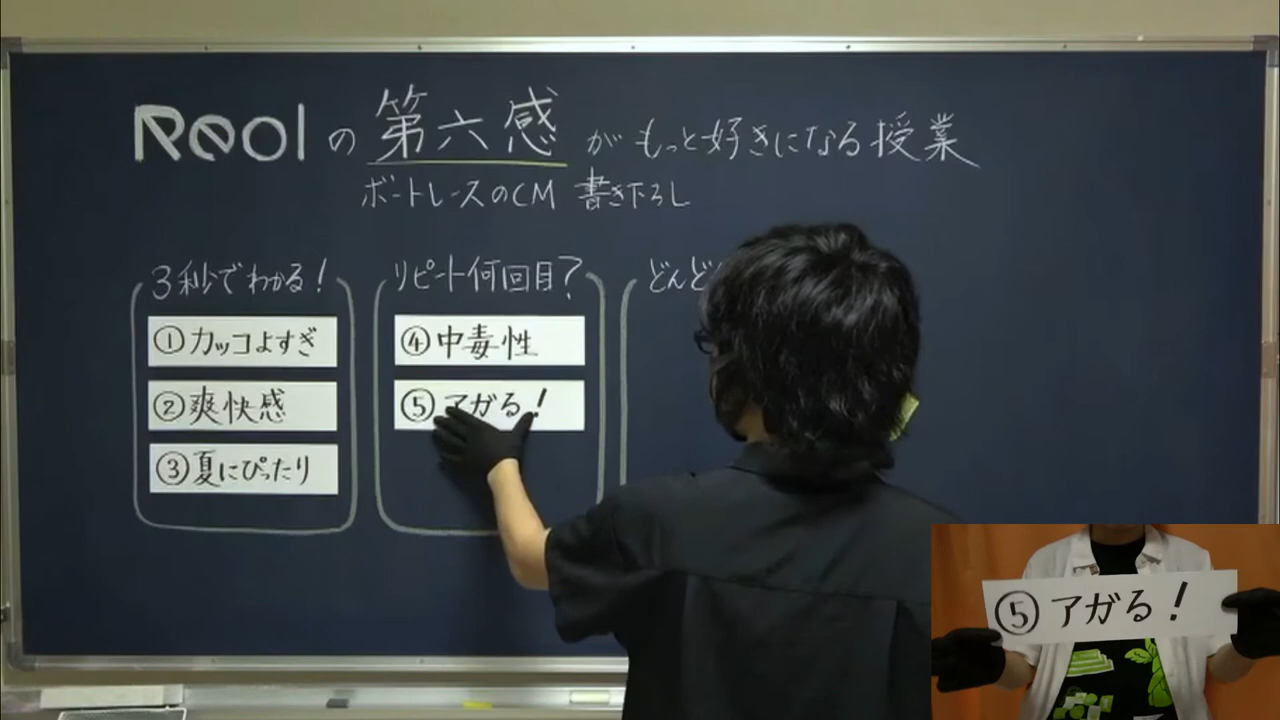 Reolの第六感がもっと好きになる授業
ボートレースのCM 書き下ろし
3秒でわかる!
①カッコよすぎ
②爽快感
③夏にぴったり
リピート何回目?
④中毒性
⑤アガる!
どんど
⑤アガる!